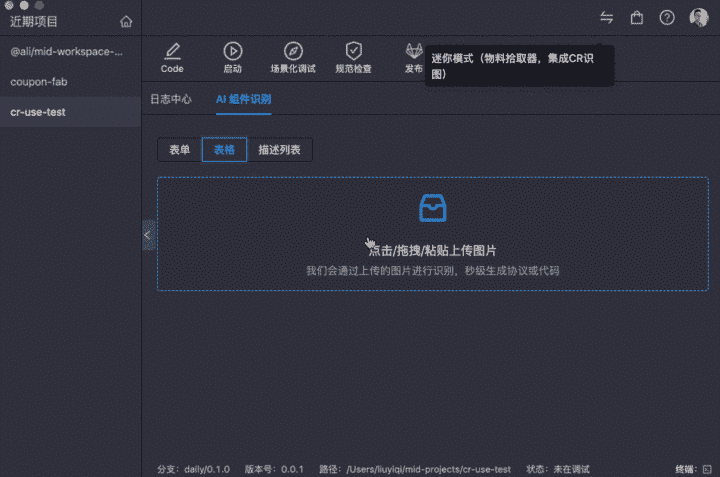 近期项目
@ali/mid-workspace-...
coupon-fab
cr-use-test
Code
启动
场景化调试
规范检查
发布
迷你模式（物料拾取器，集成CR识
图）
日志中心
AI 组件识别
表单
表格
描述列表
点击/拖拽/粘贴上传图片
我们会通过上传的图片进行识别，秒级生成协议或代码
分支：daily/0.1.0 版本号：0.0.1 路径：/Users/liuyiqi/mid-projects/cr-use-test 状态：未在调试 终端：